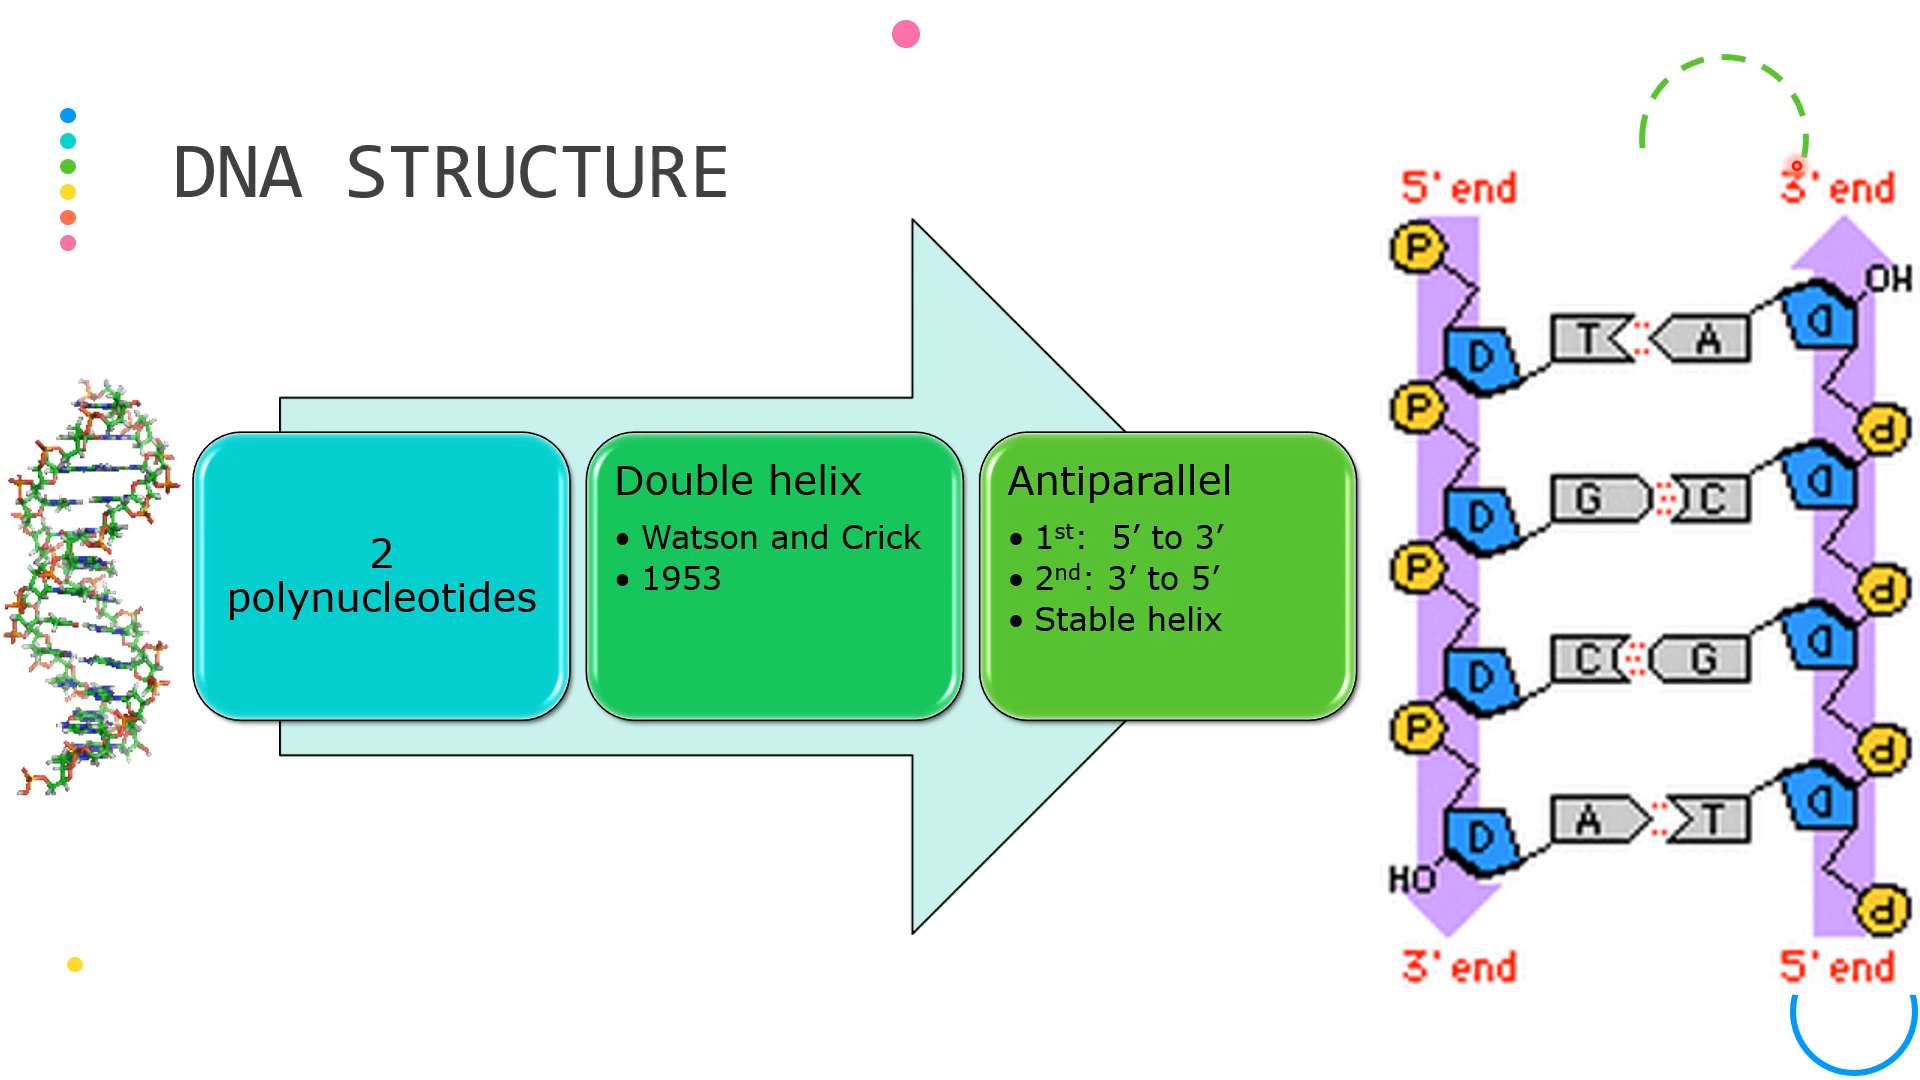 DNA STRUCTURE
2
polynucleotides
Double helix
• Watson and Crick
• 1953
Antiparallel
• 1st: 5′ to 3′
• 2nd: 3′ to 5′
• Stable helix
5'end 3'end
P
OH
D T A D
P P
D G C D
P P
D C G D
P P
D A T D
HO
P
3'end 5'end